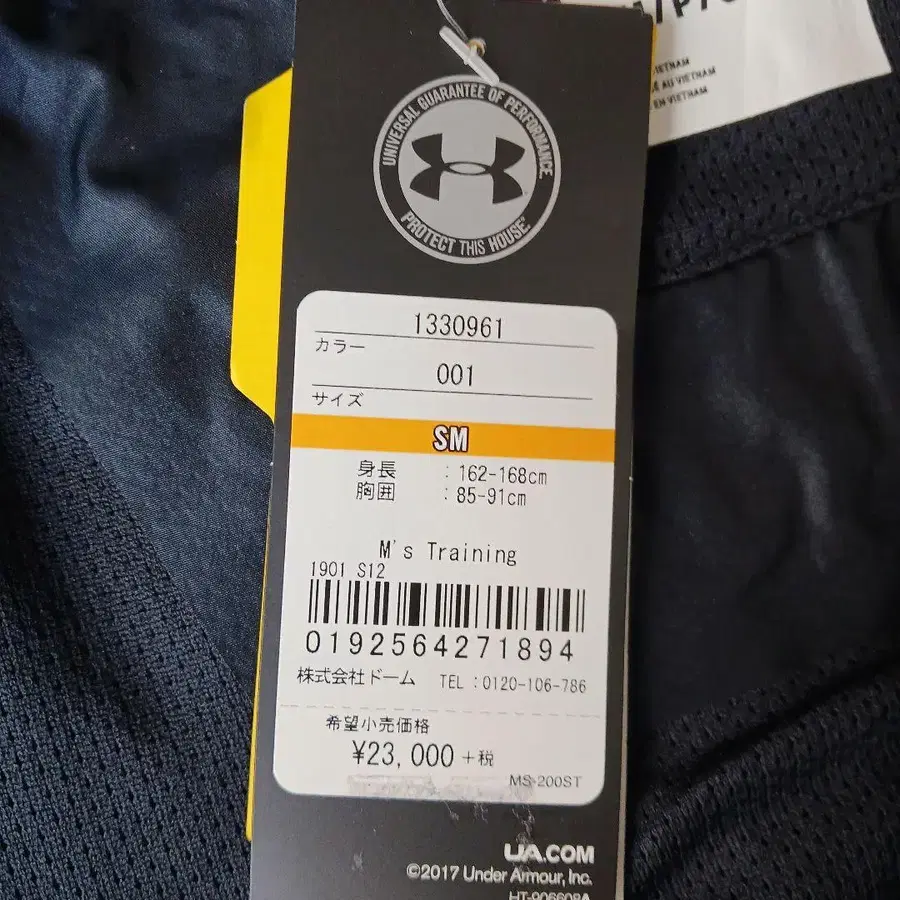 UNIVERSAL GUARANTEE OF PERFORMANCE.
PROTECT THIS HOUSE.
VIETNAM
AU VIETNAM
EN VIETNAM
1330961
カラー
001
サイズ
SM
身長 : 162-168cm
胸囲 : 85-91cm
M's Training
1901 S12
0192564271894
株式会社ドーム TEL : 0120-106-786
希望小売価格
¥23,000 +税
MS-200ST
UA.COM
©2017 Under Armour, Inc.
HT-906608A